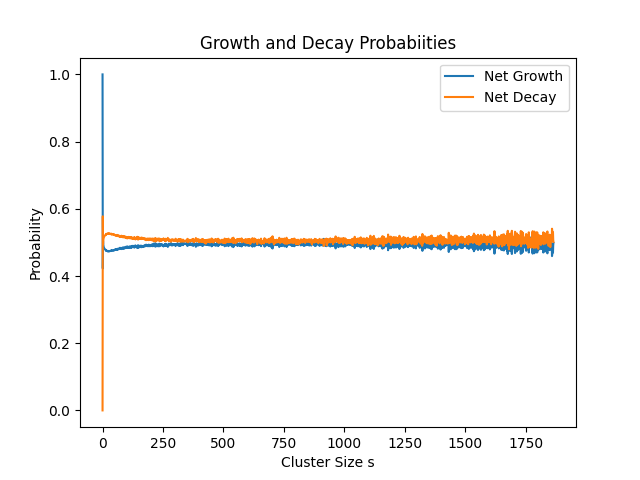 Growth and Decay Probabiities
Net Growth
Net Decay
1.0
0.8
0.6
0.4
0.2
0.0
Probability
0 250 500 750 1000 1250 1500 1750
Cluster Size s